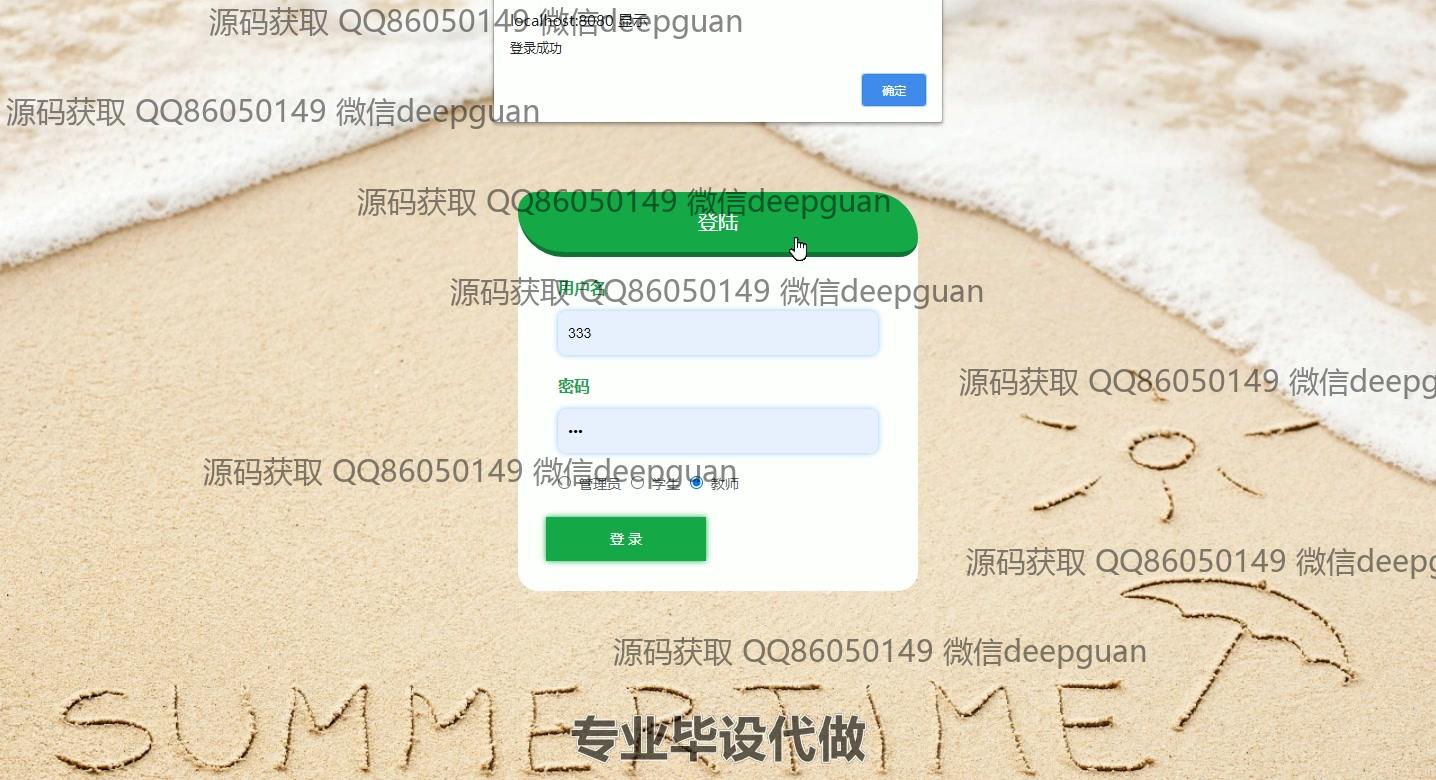 源码获取 QQ86050149 微信deepguan
localhost:8080 显示
登录成功
确定
源码获取 QQ86050149 微信deepguan
源码获取 QQ86050149 微信deepguan
登陆
用户名
源码获取 QQ86050149 微信deepguan
333
源码获取 QQ86050149 微信deepg
密码
•••
源码获取 QQ86050149 微信deepguan
管理员 学生 教师
登 录
源码获取 QQ86050149 微信deepg
源码获取 QQ86050149 微信deepguan
SUMMERTIME
专业毕设代做